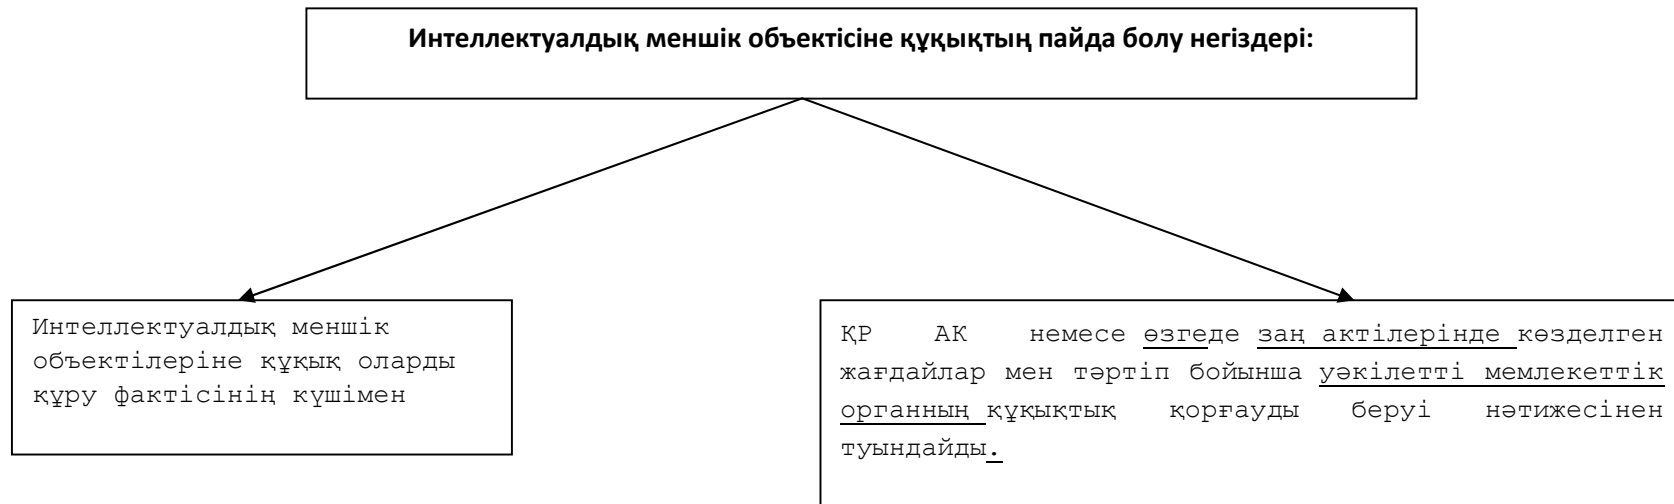 Интеллектуалдық меншік объектісіне құқықтың пайда болу негіздері:
Интеллектуалдық меншік
объектілеріне құқық оларды
құру фактісінің күшімен
ҚР АК немесе өзгеде заң актілерінде көзделген
жағдайлар мен тәртіп бойынша уәкілетті мемлекеттік
органның құқықтық қорғауды беруі нәтижесінен
туындайды.